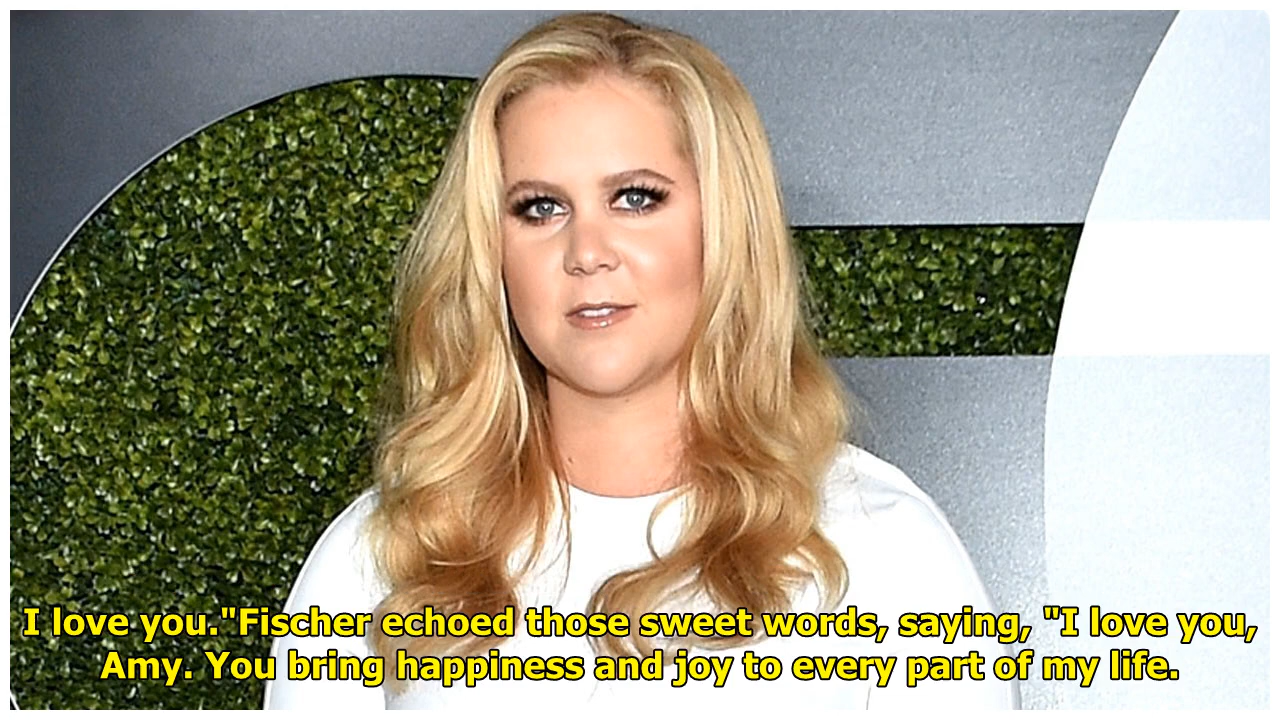 I love you."Fischer echoed those sweet words, saying, "I love you,
Amy. You bring happiness and joy to every part of my life.